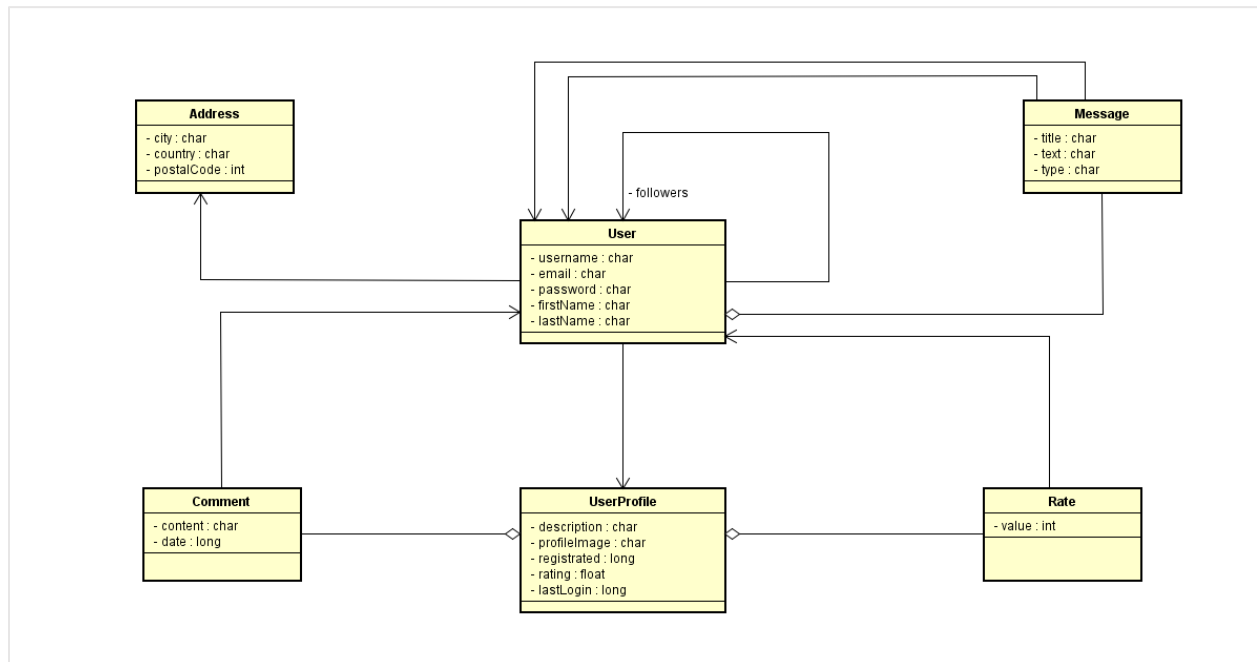 Address
- city : char
- country : char
- postalCode : int
Message
- title : char
- text : char
- type : char
- followers
User
- username : char
- email : char
- password : char
- firstName : char
- lastName : char
Comment
- content : char
- date : long
UserProfile
- description : char
- profileImage : char
- registrated : long
- rating : float
- lastLogin : long
Rate
- value : int